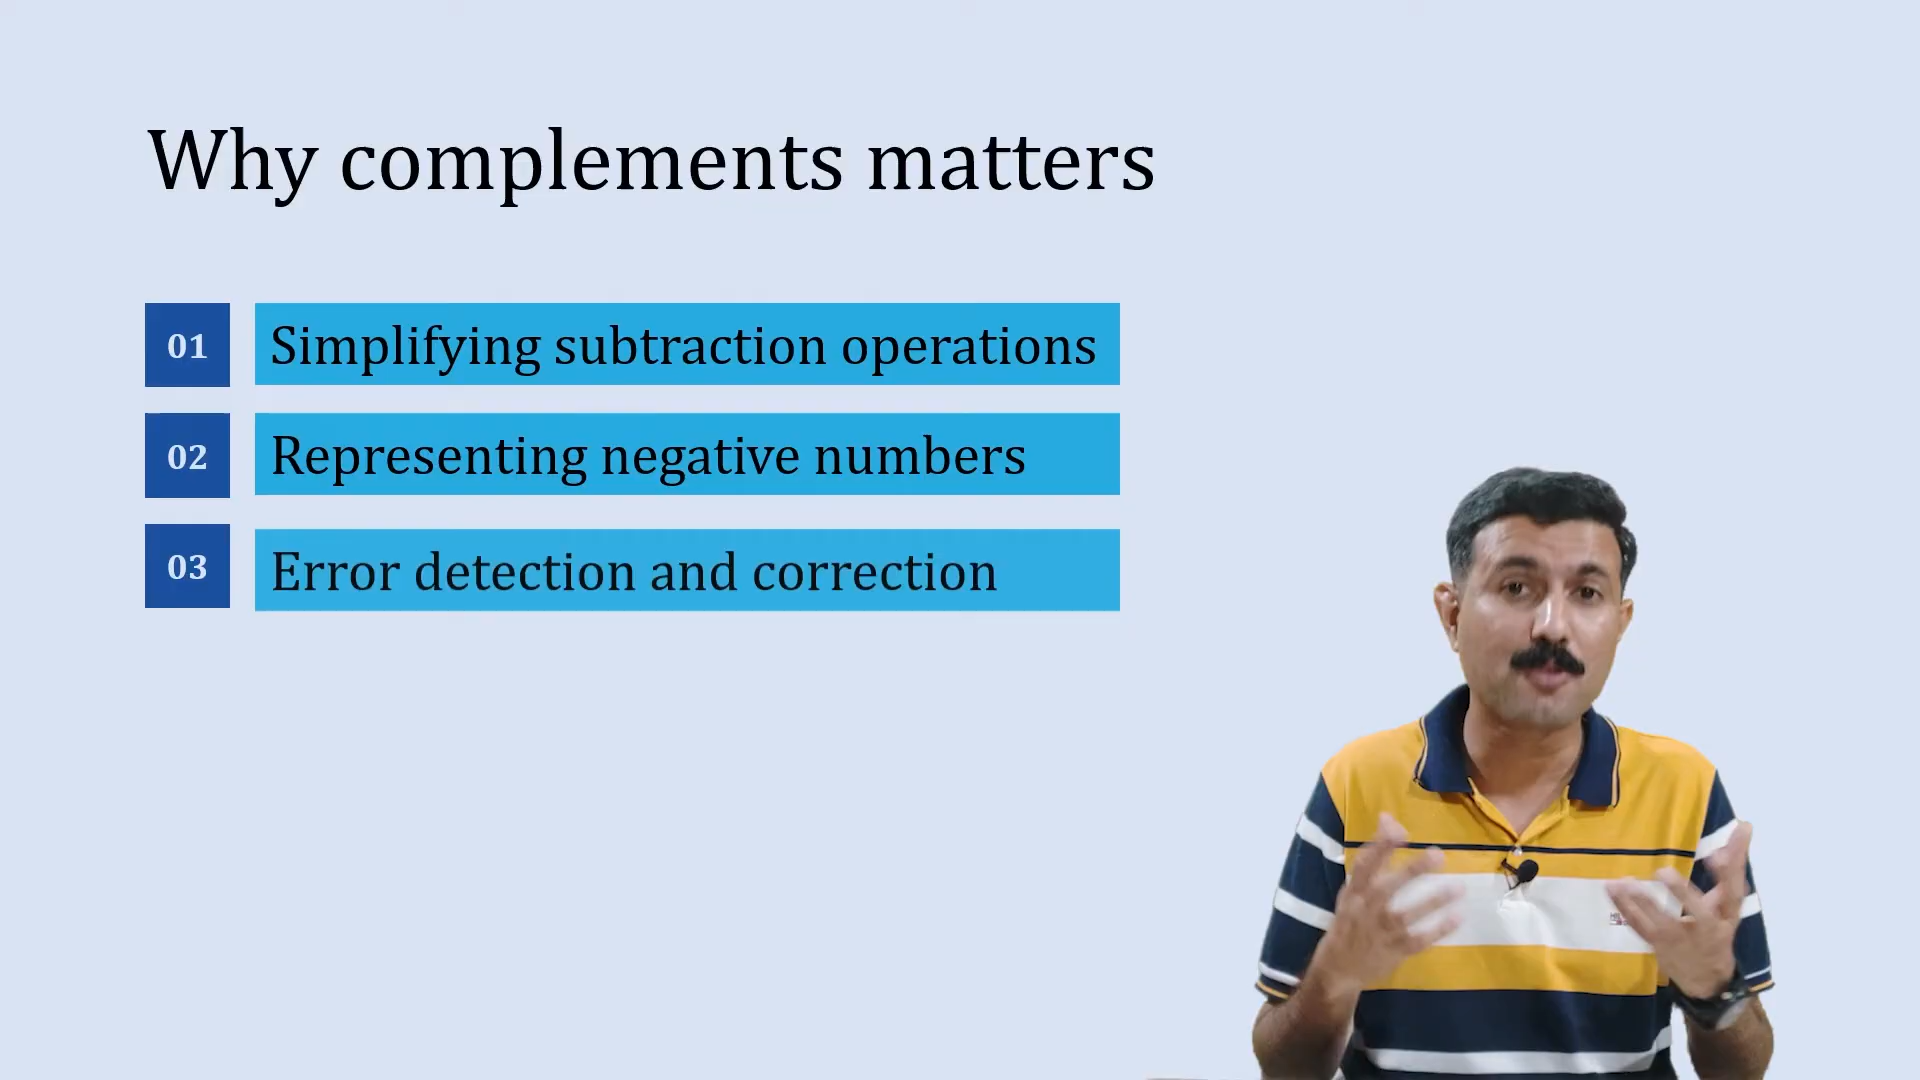 Why complements matters
01 Simplifying subtraction operations
02 Representing negative numbers
03 Error detection and correction